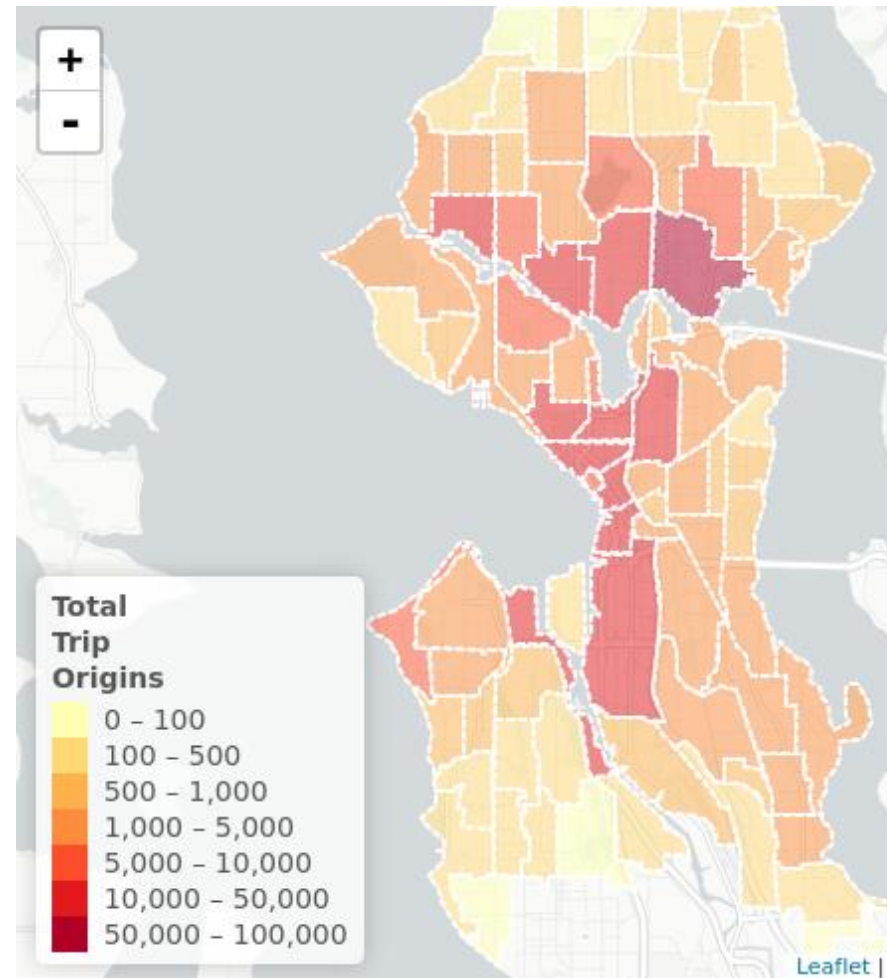 +
-
Total
Trip
Origins
0 – 100
100 – 500
500 – 1,000
1,000 – 5,000
5,000 – 10,000
10,000 – 50,000
50,000 – 100,000
Leaflet |